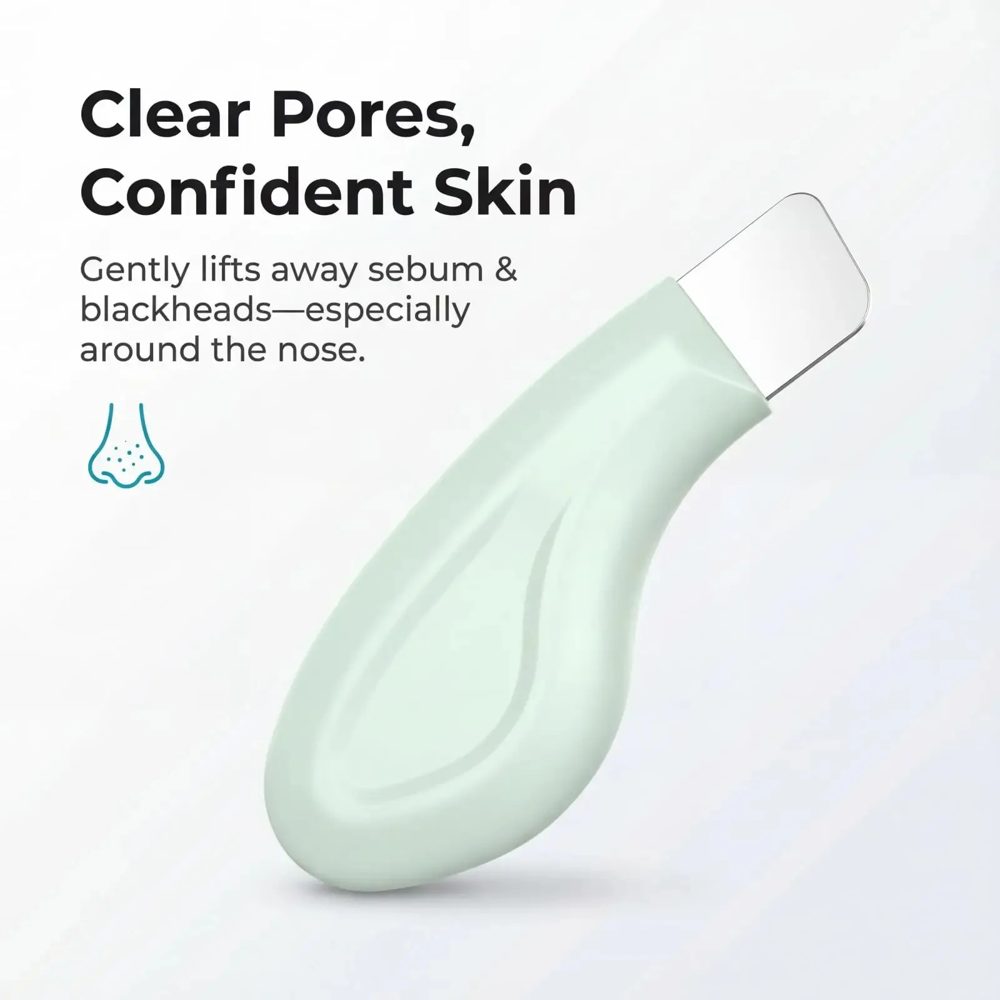 Clear Pores,
Confident Skin
Gently lifts away sebum &
blackheads—especially
around the nose.